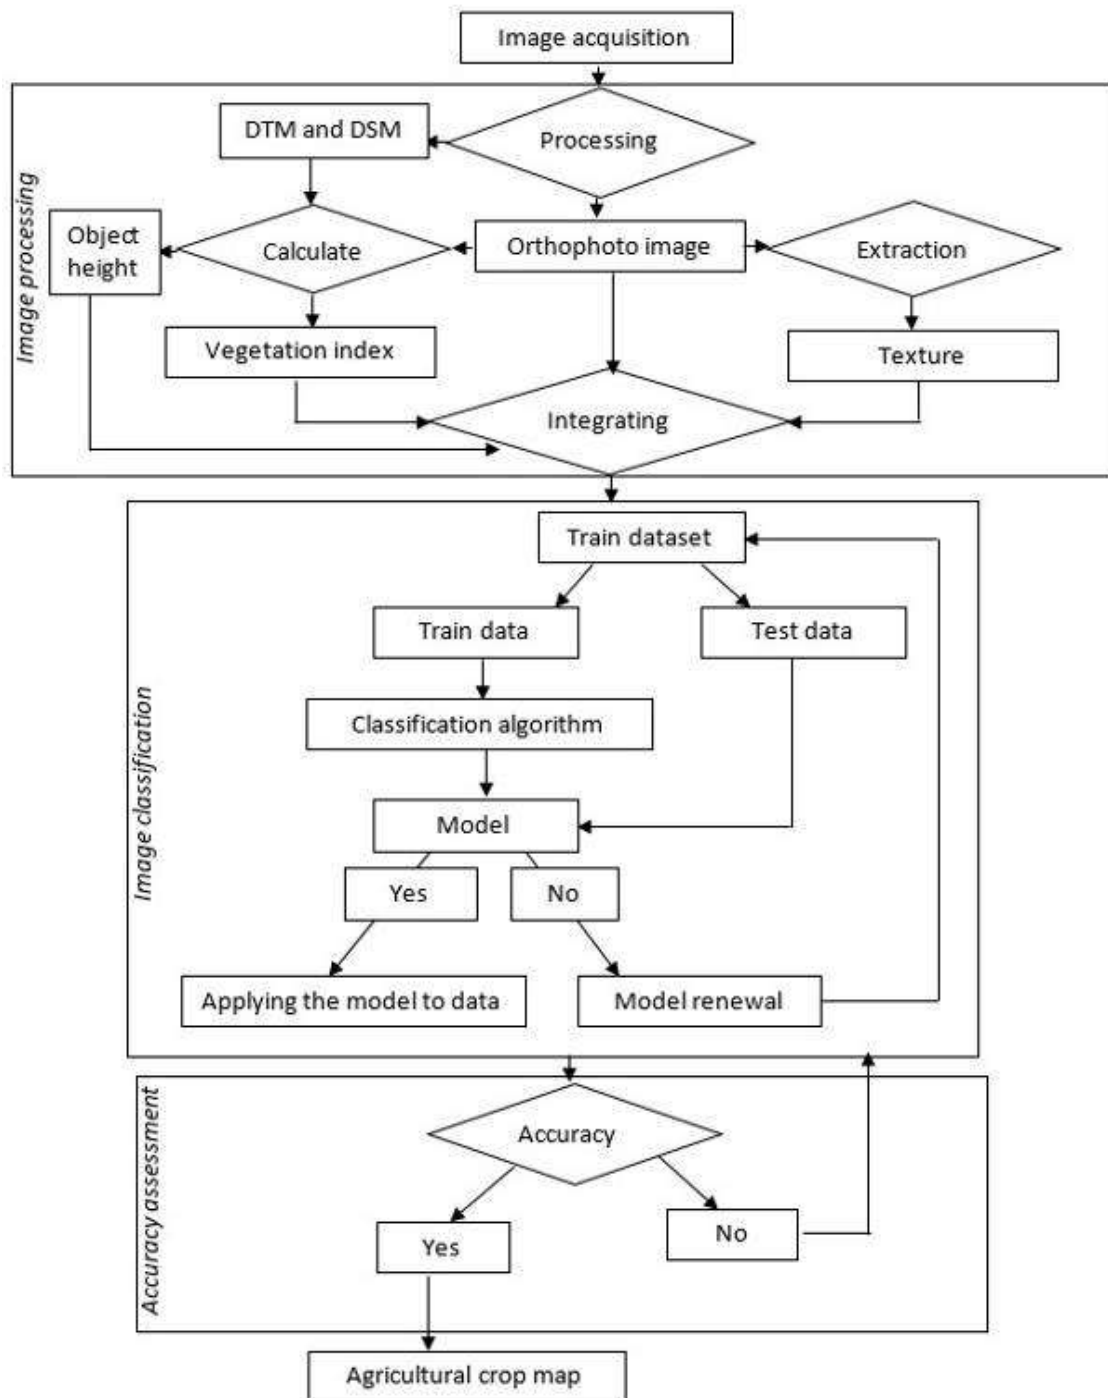 Image acquisition
Image processing
DTM and DSM
Processing
Object
height
Calculate
Orthophoto image
Extraction
Vegetation index
Texture
Integrating
Image classification
Train dataset
Train data
Test data
Classification algorithm
Model
Yes
No
Applying the model to data
Model renewal
Accuracy assessment
Accuracy
Yes
No
Agricultural crop map